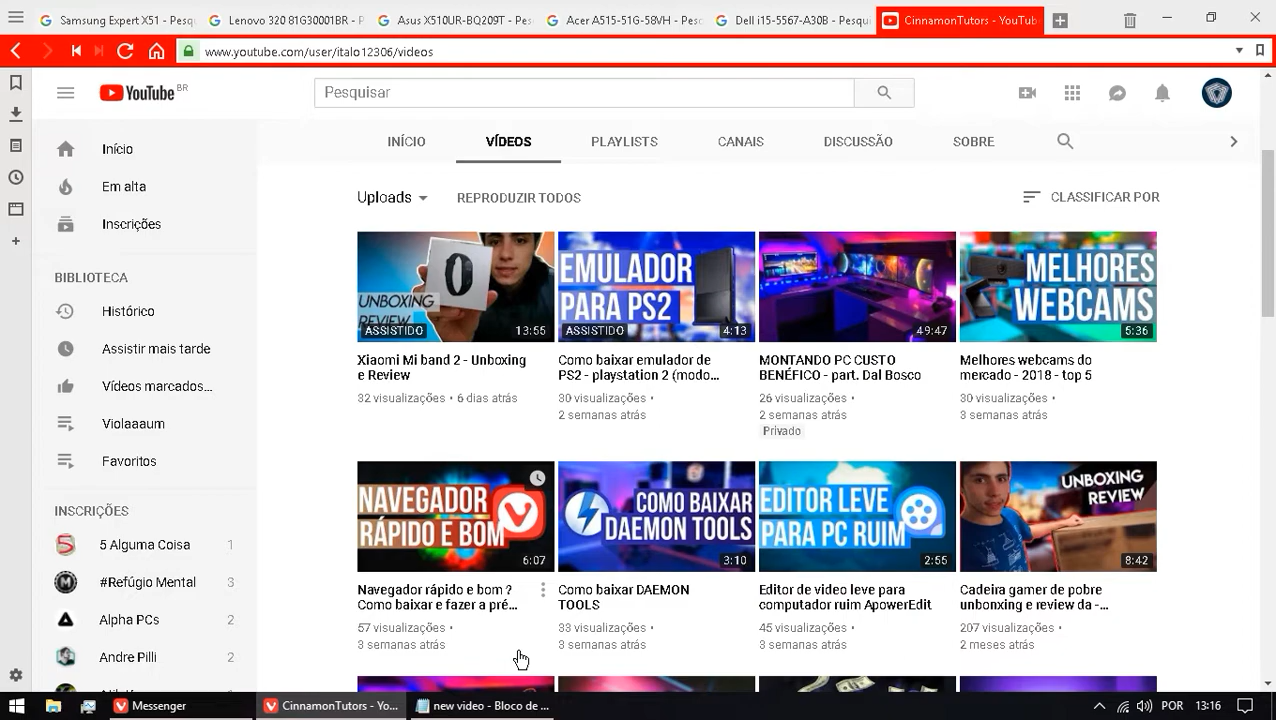 Samsung Expert X51 - Pesqu
Lenovo 320 81G30001BR - P
Asus X510UR-BQ209T - Pesc
Acer A515-51G-58VH - Pesc
Dell i15-5567-A30B - Pesqui
CinnamonTutors - YouTub
www.youtube.com/user/italo12306/videos
YouTube BR
Pesquisar
INÍCIO
VÍDEOS
PLAYLISTS
CANAIS
DISCUSSÃO
SOBRE
Início
Em alta
Inscrições
BIBLIOTECA
Histórico
Assistir mais tarde
Vídeos marcados...
Violaaaum
Favoritos
INSCRIÇÕES
5 Alguma Coisa 1
#Refúgio Mental 3
Alpha PCs 2
Andre Pilli 2
Uploads
REPRODUZIR TODOS
CLASSIFICAR POR
UNBOXING
REVIEW
ASSISTIDO
13:55
Xiaomi Mi band 2 - Unboxing
e Review
32 visualizações • 6 dias atrás
EMULADOR
PARA PS2
ASSISTIDO
4:13
Como baixar emulador de
PS2 - playstation 2 (modo...
30 visualizações •
2 semanas atrás
49:47
MONTANDO PC CUSTO
BENÉFICO - part. Dal Bosco
26 visualizações •
2 semanas atrás
Privado
MELHORES
WEBCAMS
5:36
Melhores webcams do
mercado - 2018 - top 5
30 visualizações •
3 semanas atrás
NAVEGADOR
RÁPIDO E BOM
6:07
Navegador rápido e bom ?
Como baixar e fazer a pré...
57 visualizações •
3 semanas atrás
COMO BAIXAR
DAEMON TOOLS
3:10
Como baixar DAEMON
TOOLS
33 visualizações •
3 semanas atrás
EDITOR LEVE
PARA PC RUIM
2:55
Editor de video leve para
computador ruim ApowerEdit
45 visualizações •
3 semanas atrás
UNBOXING
REVIEW
8:42
Cadeira gamer de pobre
unbonxing e review da -...
207 visualizações •
2 meses atrás
Messenger
CinnamonTutors - Yo...
new video - Bloco de ...
POR
13:16